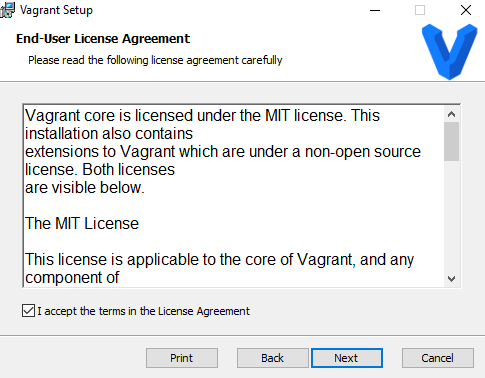 Vagrant Setup
End-User License Agreement
Please read the following license agreement carefully
Vagrant core is licensed under the MIT license. This
installation also contains
extensions to Vagrant which are under a non-open source
license. Both licenses
are visible below.
The MIT License
This license is applicable to the core of Vagrant, and any
component of
I accept the terms in the License Agreement
Print
Back
Next
Cancel